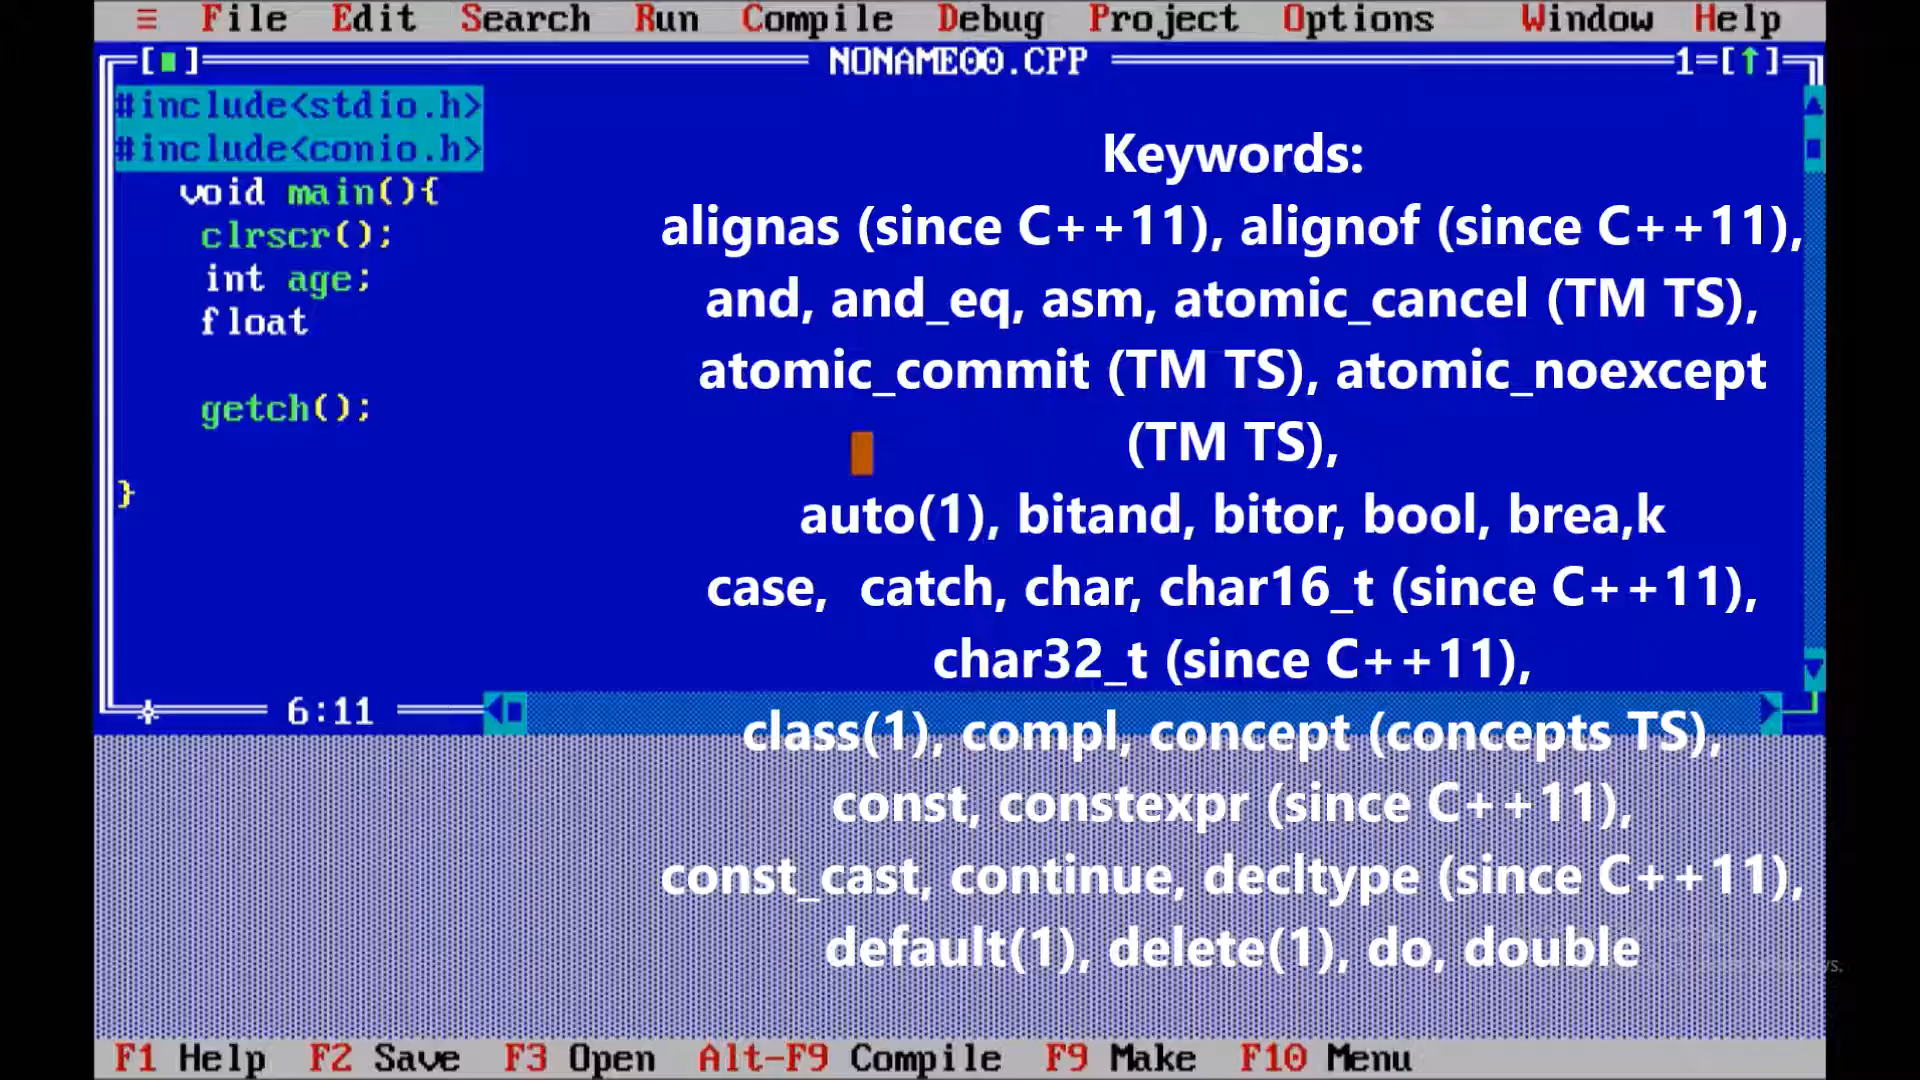 ≡ File Edit Search Run Compile Debug Project Options Window Help
[■] NONAME00.CPP 1=[↑]
#include<stdio.h>
#include<conio.h>
void main(){
clrscr();
int age;
float
getch();
}
6:11
Keywords:
alignas (since C++11), alignof (since C++11),
and, and_eq, asm, atomic_cancel (TM TS),
atomic_commit (TM TS), atomic_noexcept
(TM TS),
auto(1), bitand, bitor, bool, brea,k
case,  catch, char, char16_t (since C++11),
char32_t (since C++11),
class(1), compl, concept (concepts TS),
const, constexpr (since C++11),
const_cast, continue, decltype (since C++11),
default(1), delete(1), do, double
F1 Help F2 Save F3 Open Alt-F9 Compile F9 Make F10 Menu